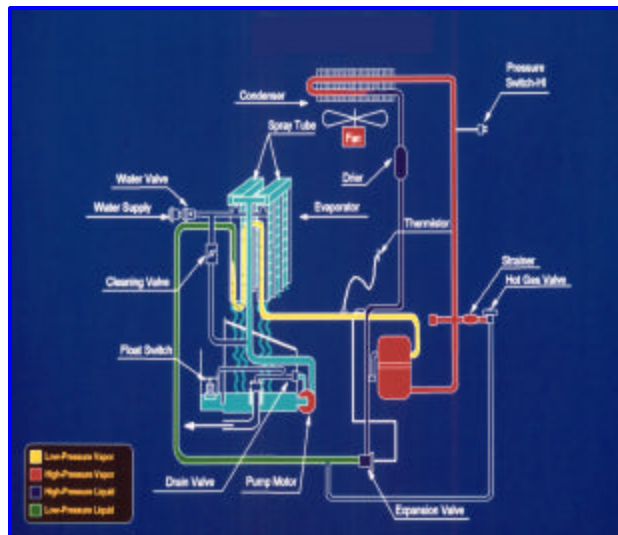 Pressure
Switch-HI
Condenser
Spray Tube
Fan
Drier
Water Valve
Water Supply
Evaporator
Thermistor
Strainer
Hot Gas Valve
Cleaning Valve
Float Switch
Drain Valve
Pump Motor
Expansion Valve
Low-Pressure Vapor
High-Pressure Vapor
High-Pressure Liquid
Low-Pressure Liquid